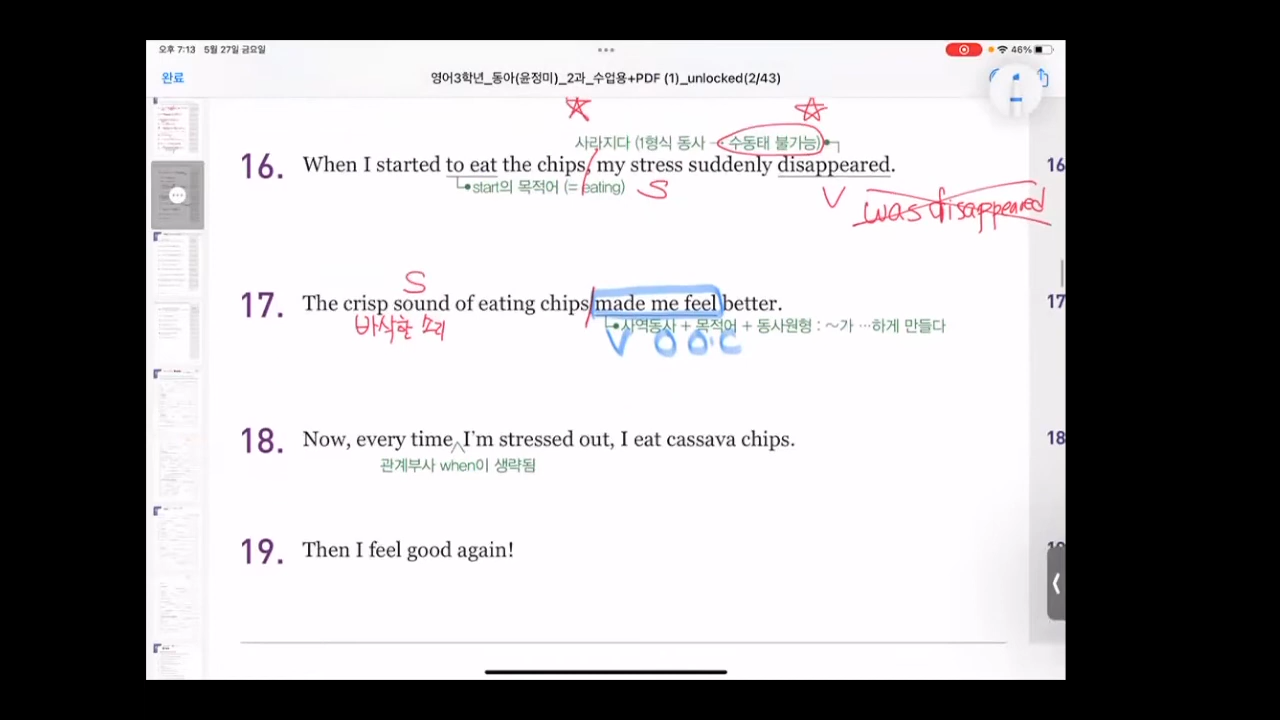 오후 7:13 5월 27일 금요일
46%
완료
영어3학년_동아(윤정미)_2과_수업용+PDF (1)_unlocked(2/43)
사라지다 (1형식 동사 → 수동태 불가능)
16. When I started to eat the chips, my stress suddenly disappeared.
16
start의 목적어 (= eating)
S
V
was disappeared
S
17. The crisp sound of eating chips made me feel better.
17
바삭한 소리
사역동사 + 목적어 + 동사원형 : ~가 …하게 만들다
V O O.C
18. Now, every time I'm stressed out, I eat cassava chips.
18
관계부사 when이 생략됨
19. Then I feel good again!